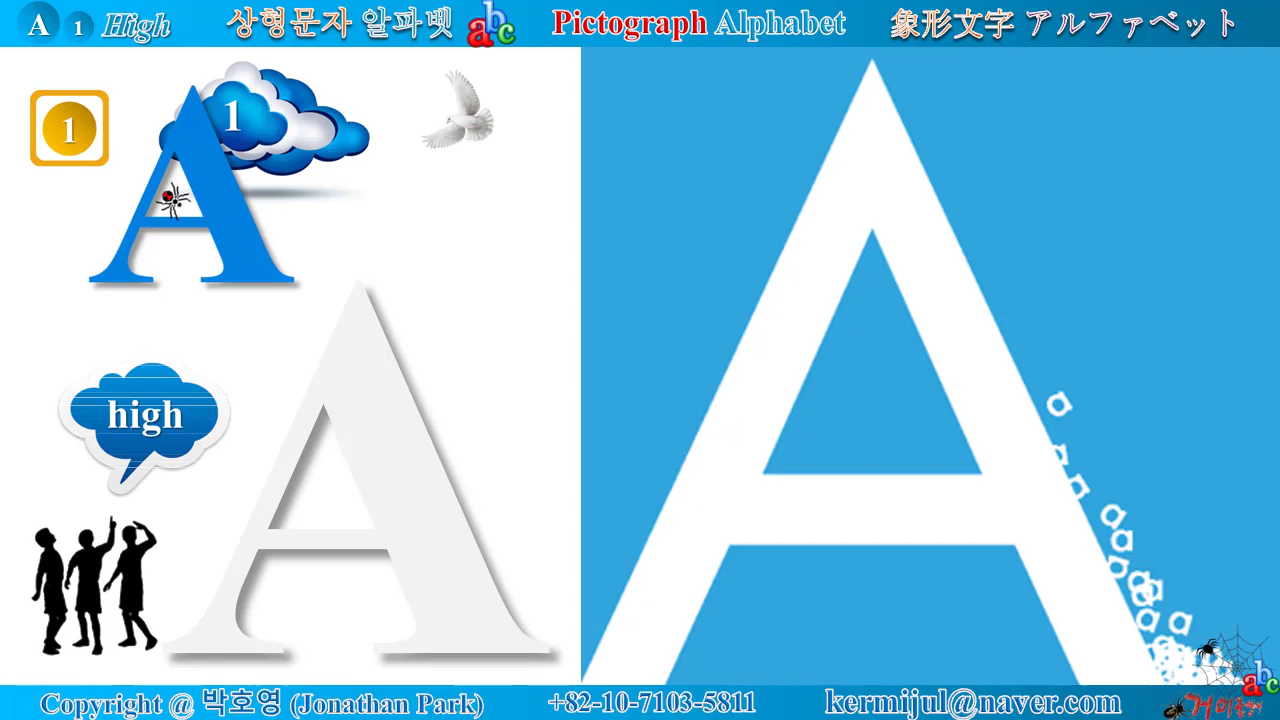 A 1 High 상형문자 알파벳 abc Pictograph Alphabet 象形文字 アルファベット
1
A 1
high
A
A
a
a
a
a
a
a
a
a
a
a
abc
Copyright @ 박호영 (Jonathan Park) +82-10-7103-5811 kermijul@naver.com